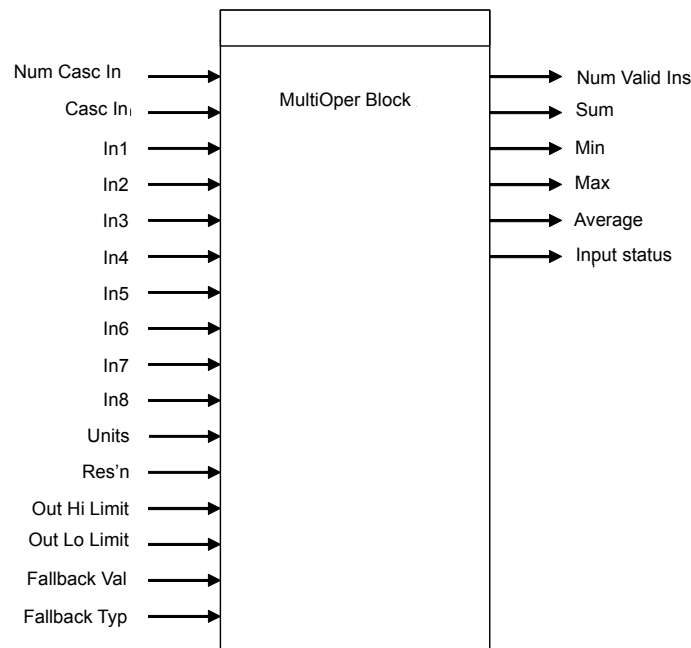 MultiOper Block
Num Casc In
Casc In
In1
In2
In3
In4
In5
In6
In7
In8
Units
Res'n
Out Hi Limit
Out Lo Limit
Fallback Val
Fallback Typ
Num Valid Ins
Sum
Min
Max
Average
Input status